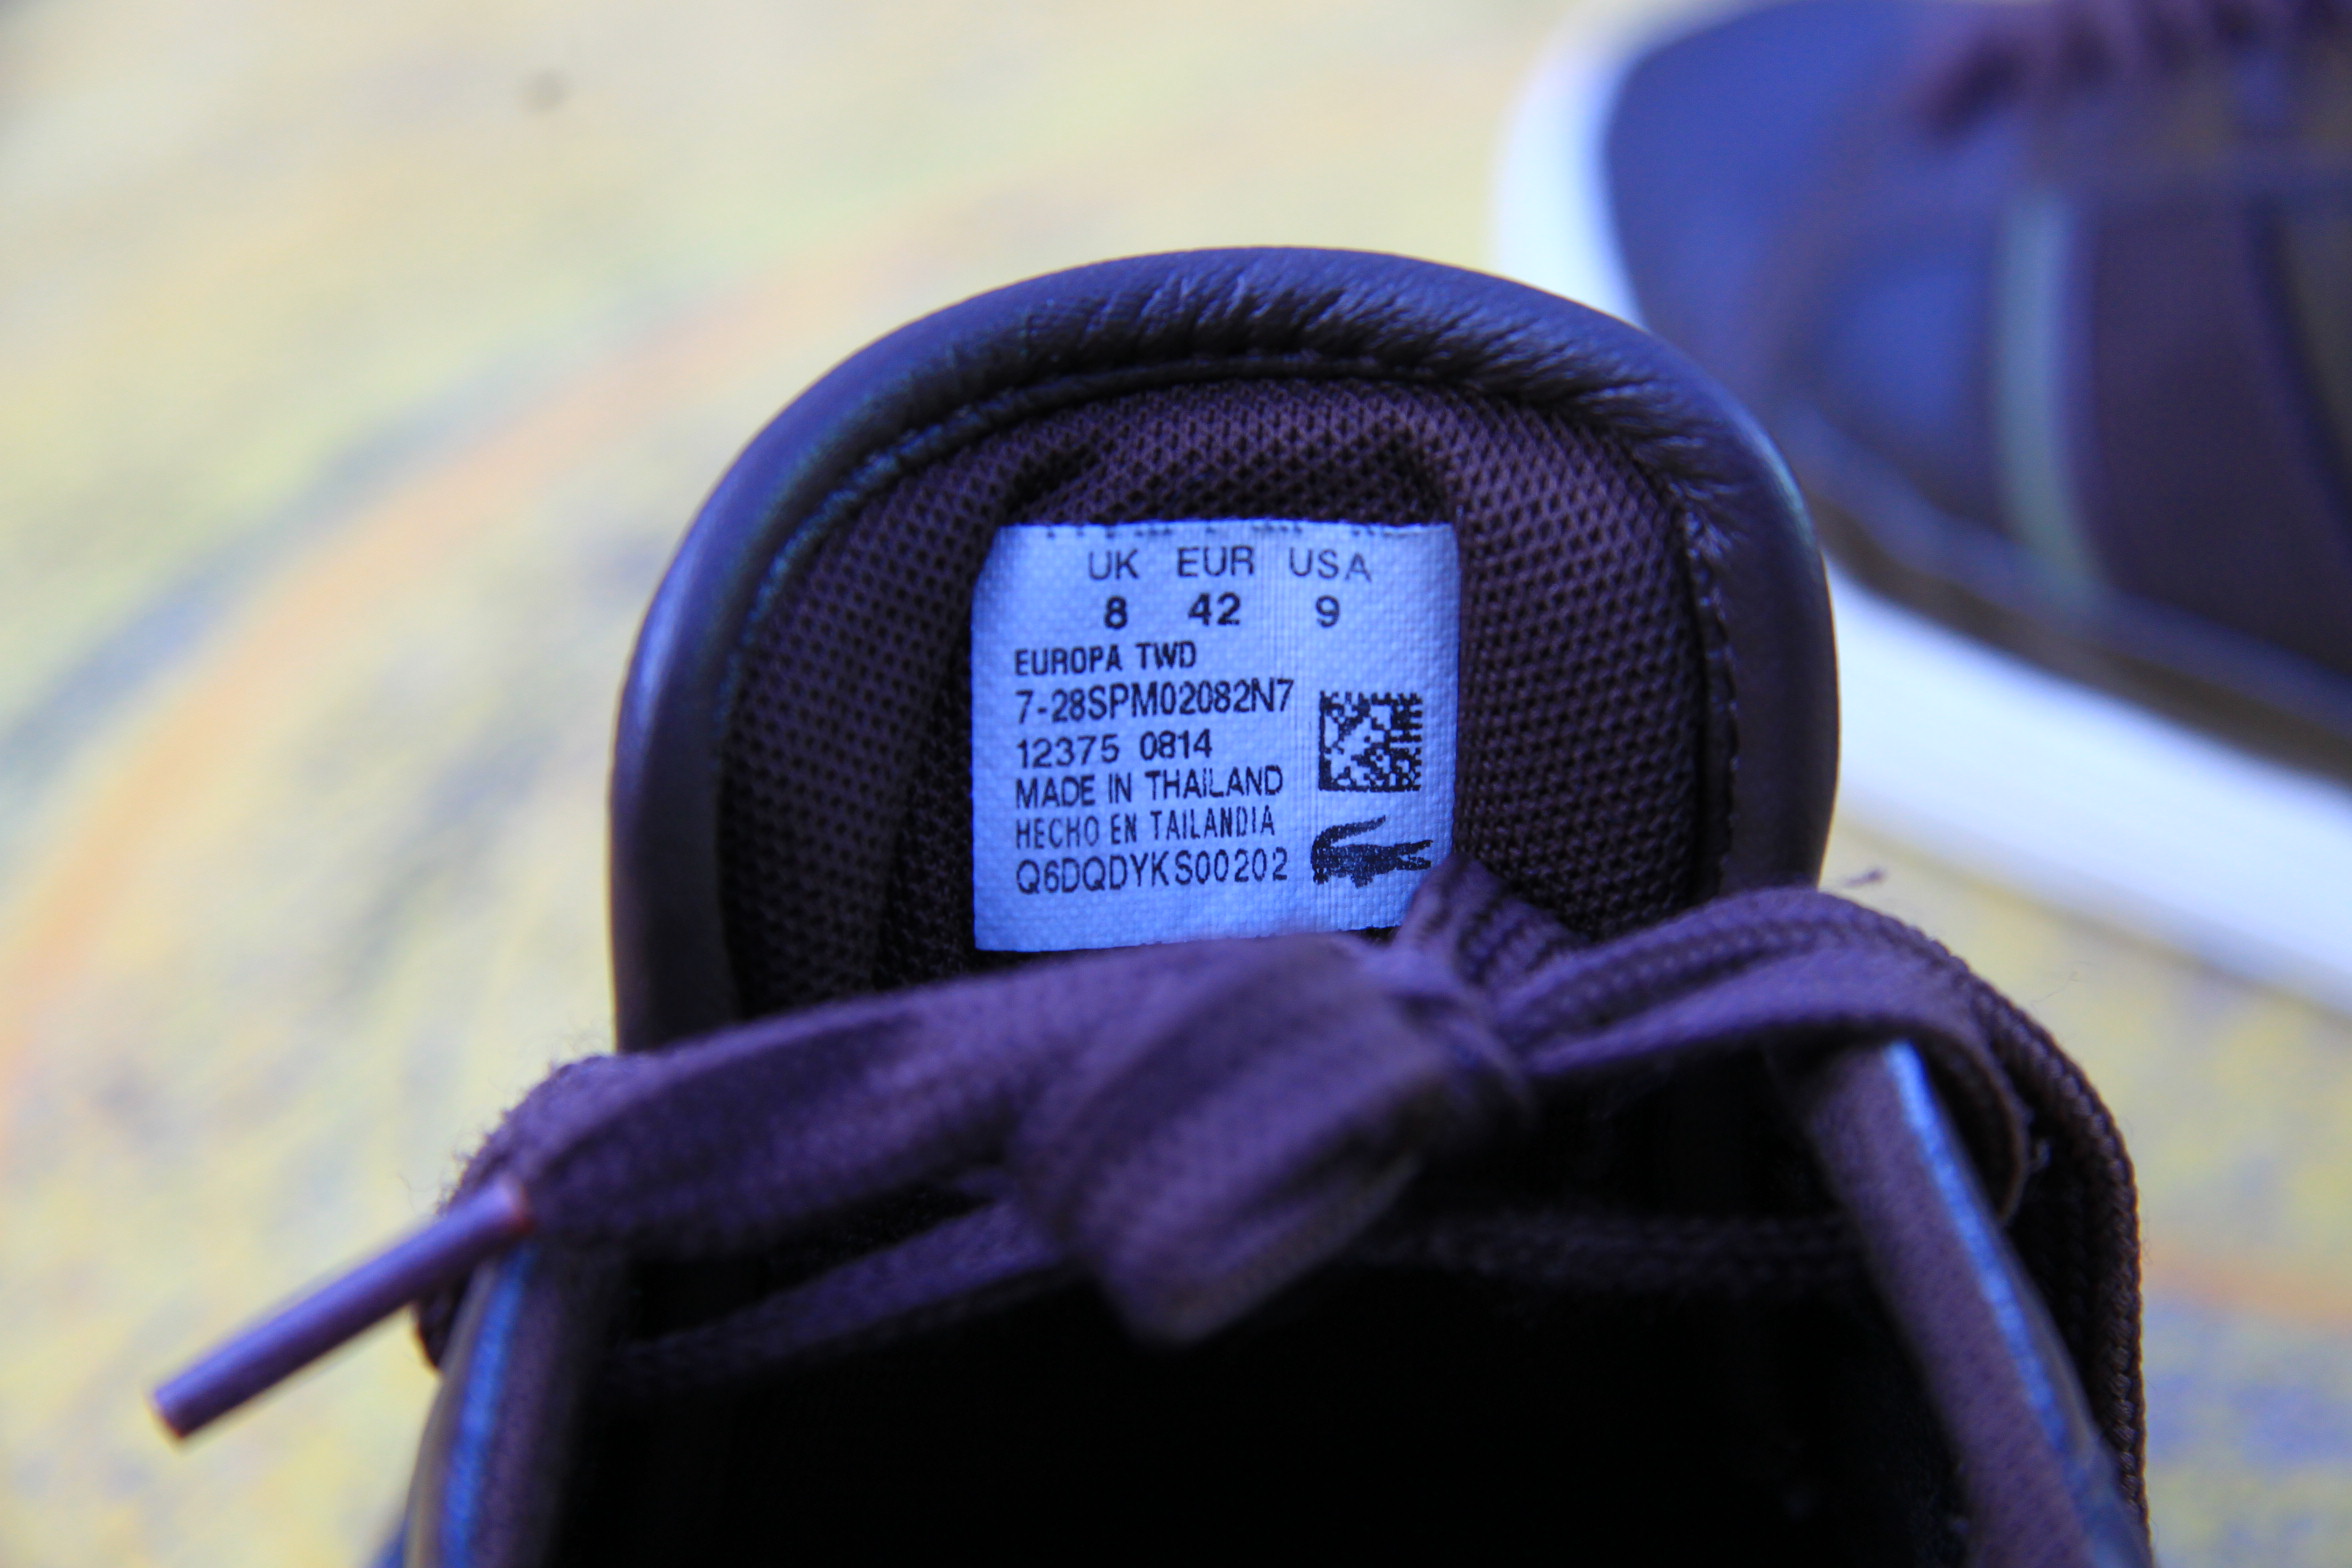 UK EUR USA
8 42 9
EUROPA TWD
7-28SPM02082N7
12375 0814
MADE IN THAILAND
HECHO EN TAILANDIA
Q6DQDYKS00202